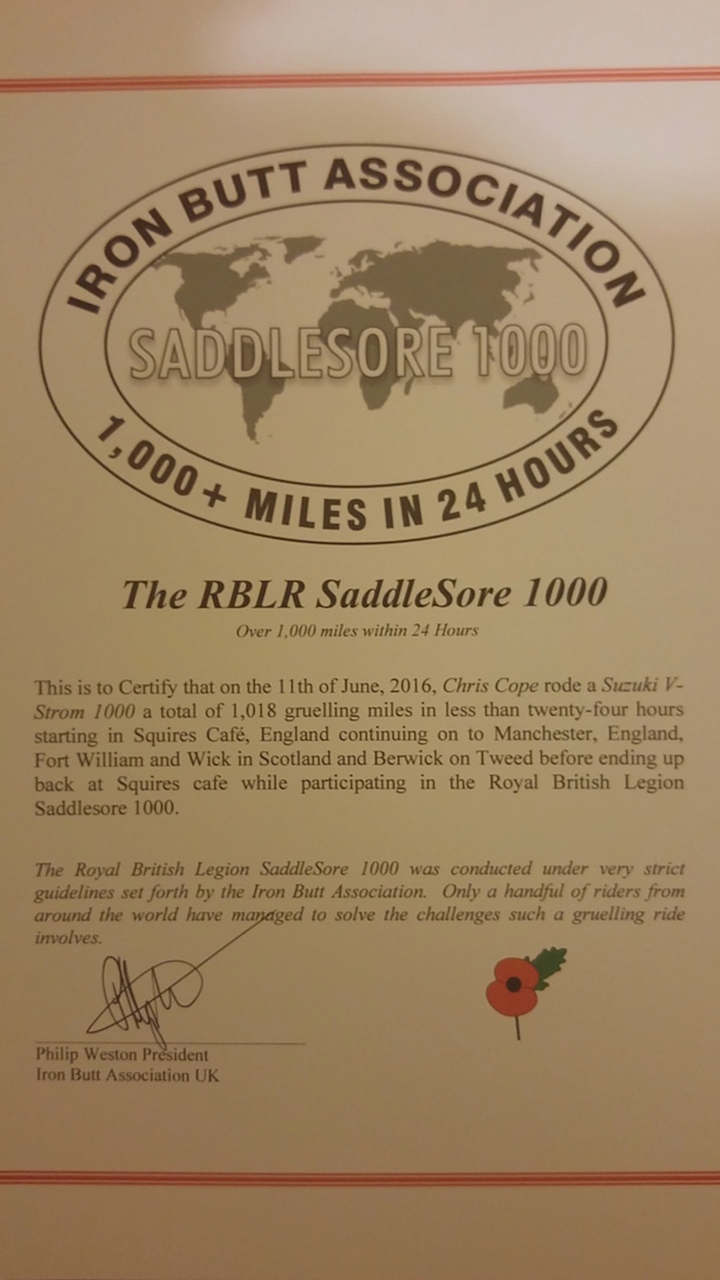 IRON BUTT ASSOCIATION
SADDLESORE 1000
1,000+ MILES IN 24 HOURS
The RBLR SaddleSore 1000
Over 1,000 miles within 24 Hours
This is to Certify that on the 11th of June, 2016, Chris Cope rode a Suzuki V-
Strom 1000 a total of 1,018 gruelling miles in less than twenty-four hours
starting in Squires Café, England continuing on to Manchester, England,
Fort William and Wick in Scotland and Berwick on Tweed before ending up
back at Squires cafe while participating in the Royal British Legion
Saddlesore 1000.
The Royal British Legion SaddleSore 1000 was conducted under very strict
guidelines set forth by the Iron Butt Association. Only a handful of riders from
around the world have managed to solve the challenges such a gruelling ride
involves.
Philip Weston President
Iron Butt Association UK